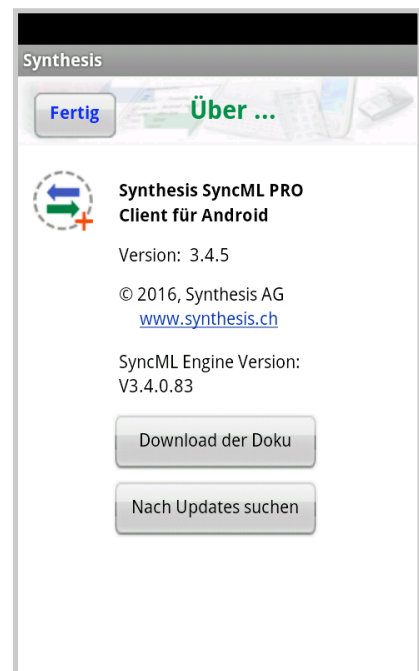 Synthesis
Fertig
Über ...
Synthesis SyncML PRO
Client für Android
Version: 3.4.5
© 2016, Synthesis AG
www.synthesis.ch
SyncML Engine Version:
V3.4.0.83
Download der Doku
Nach Updates suchen